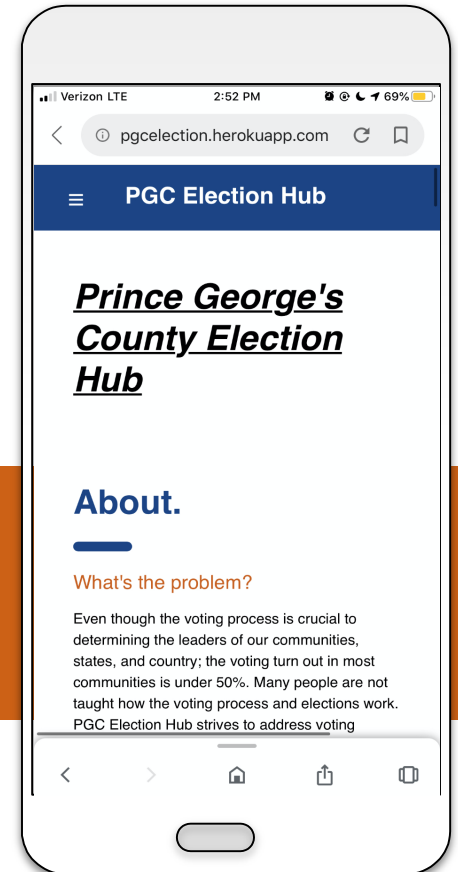 Verizon LTE 2:52 PM 69%
pgcelection.herokuapp.com
PGC Election Hub
Prince George's
County Election
Hub
About.
What's the problem?
Even though the voting process is crucial to
determining the leaders of our communities,
states, and country; the voting turn out in most
communities is under 50%. Many people are not
taught how the voting process and elections work.
PGC Election Hub strives to address voting